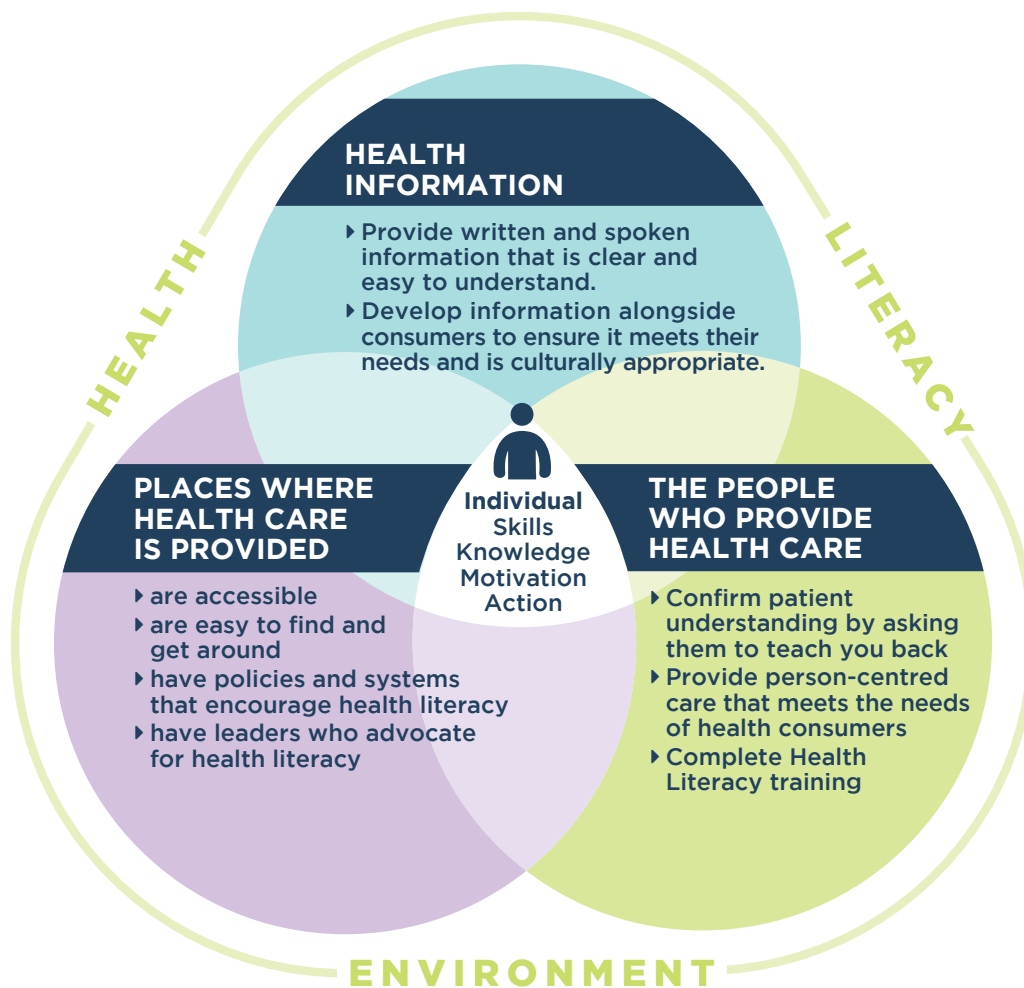 HEALTH
LITERACY
ENVIRONMENT
HEALTH
INFORMATION
Provide written and spoken
information that is clear and
easy to understand.
Develop information alongside
consumers to ensure it meets their
needs and is culturally appropriate.
Individual
Skills
Knowledge
Motivation
Action
PLACES WHERE
HEALTH CARE
IS PROVIDED
are accessible
are easy to find and
get around
have policies and systems
that encourage health literacy
have leaders who advocate
for health literacy
THE PEOPLE
WHO PROVIDE
HEALTH CARE
Confirm patient
understanding by asking
them to teach you back
Provide person-centred
care that meets the needs
of health consumers
Complete Health
Literacy training